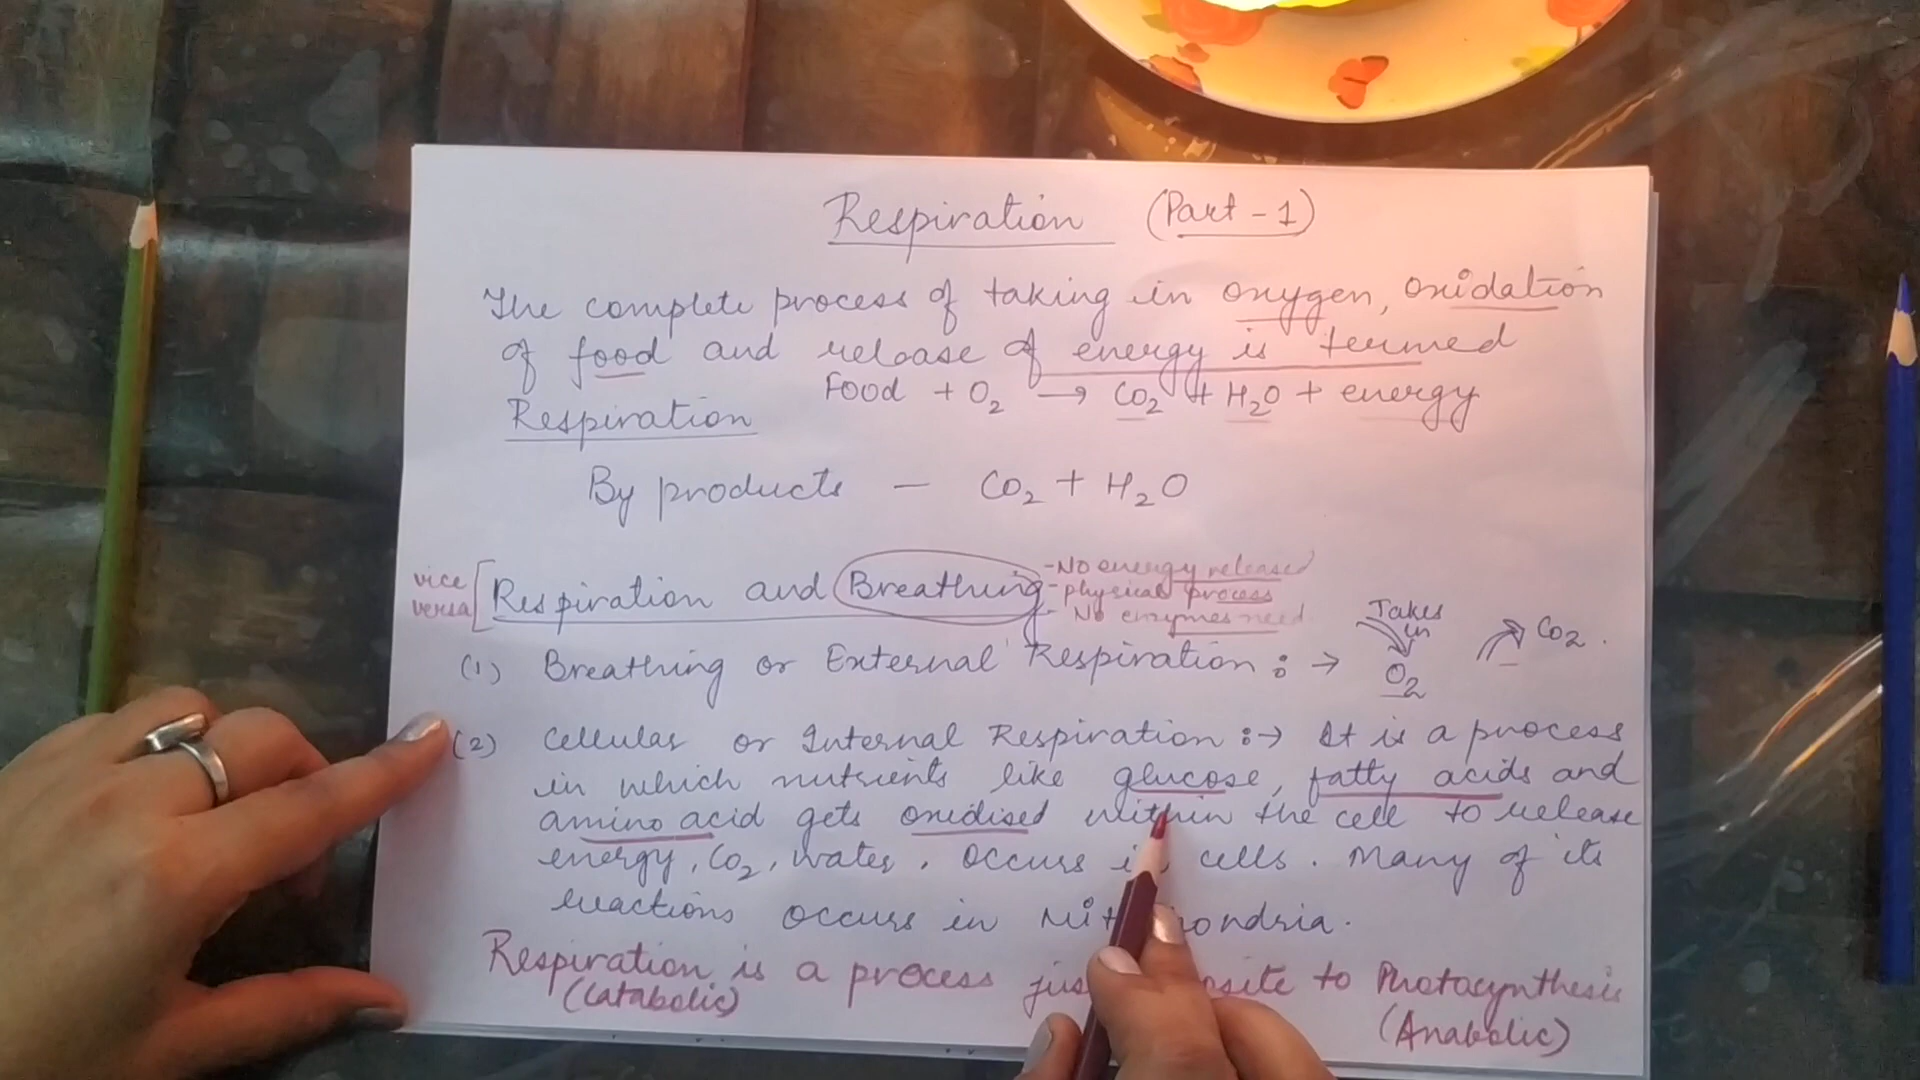 Respiration (Part - 1)
The complete process of taking in oxygen, oxidation
of food and release of energy is termed
Food + O2 → CO2 + H2O + energy
Respiration
By products - CO2 + H2O
vice versa
Respiration and Breathing
- No energy released
- physical process
- No enzymes need
(1) Breathing or External Respiration : →
Takes in O2
CO2.
(2) Cellular or Internal Respiration :→ It is a process
in which nutrients like glucose, fatty acids and
amino acid gets oxidised within the cell to release
energy, CO2, water, occurs cells. Many of its
reactions occurs in
Respiration is a process to Photosynthesis
(Catabolic)
(Anabolic)